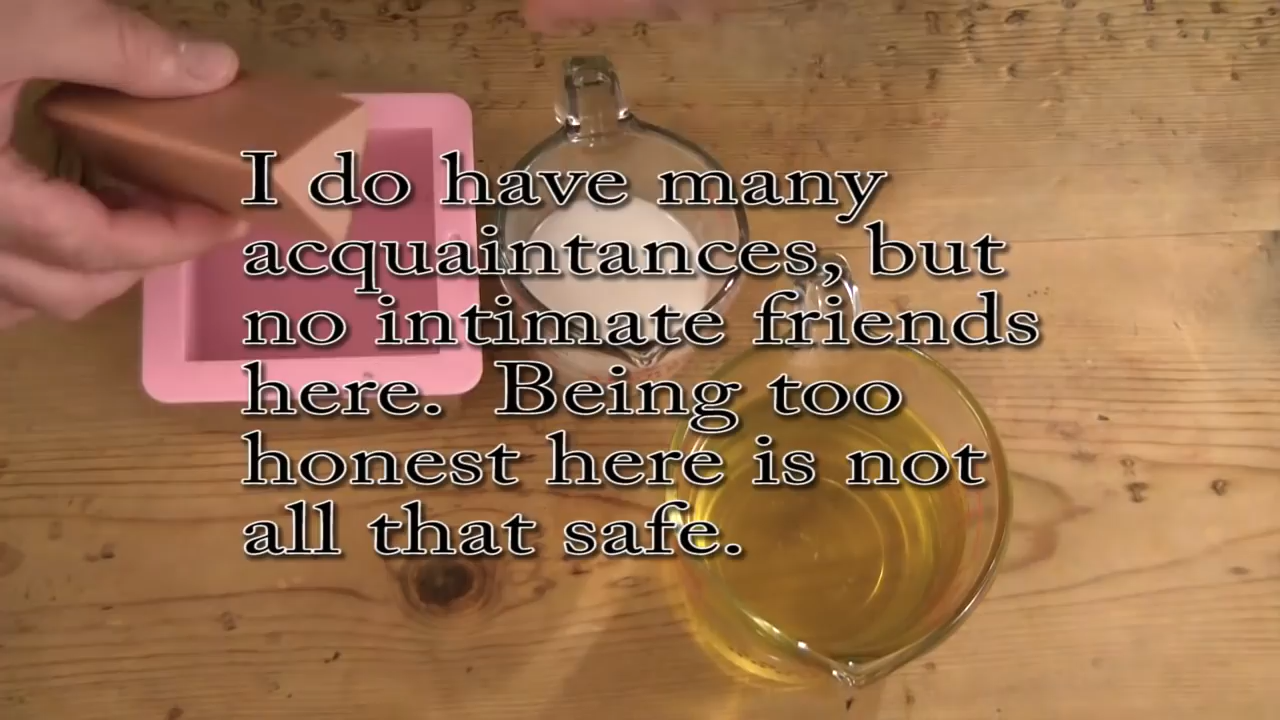 I do have many
acquaintances, but
no intimate friends
here.  Being too
honest here is not
all that safe.